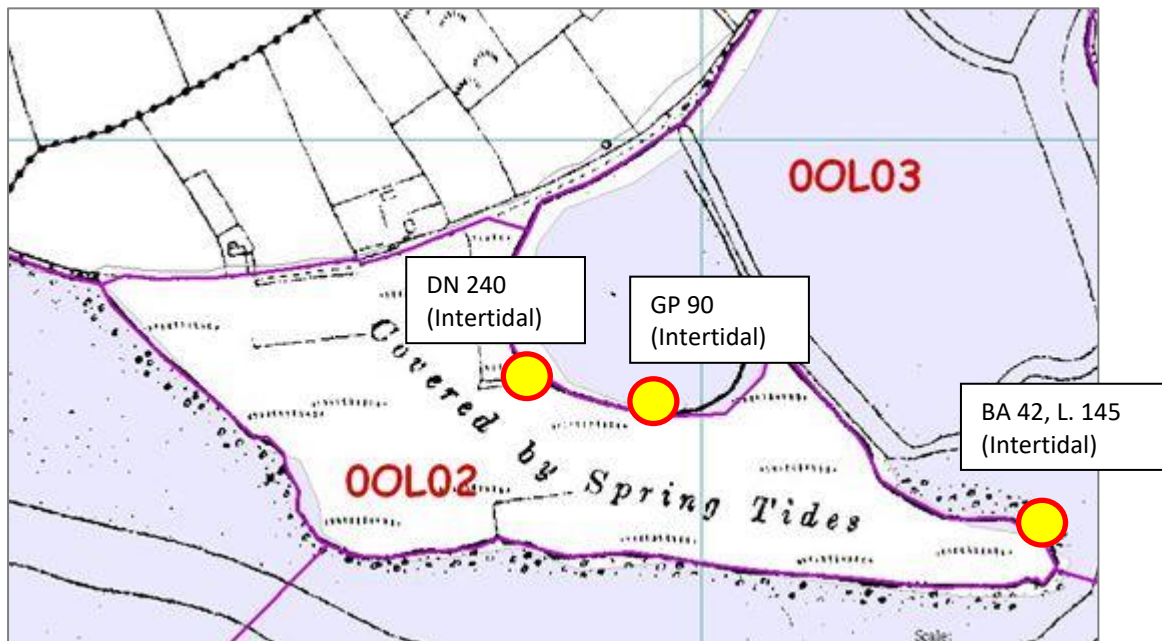 0OL03
DN 240
(Intertidal)
GP 90
(Intertidal)
BA 42, L. 145
(Intertidal)
Covered by Spring Tides
0OL02
Scale: